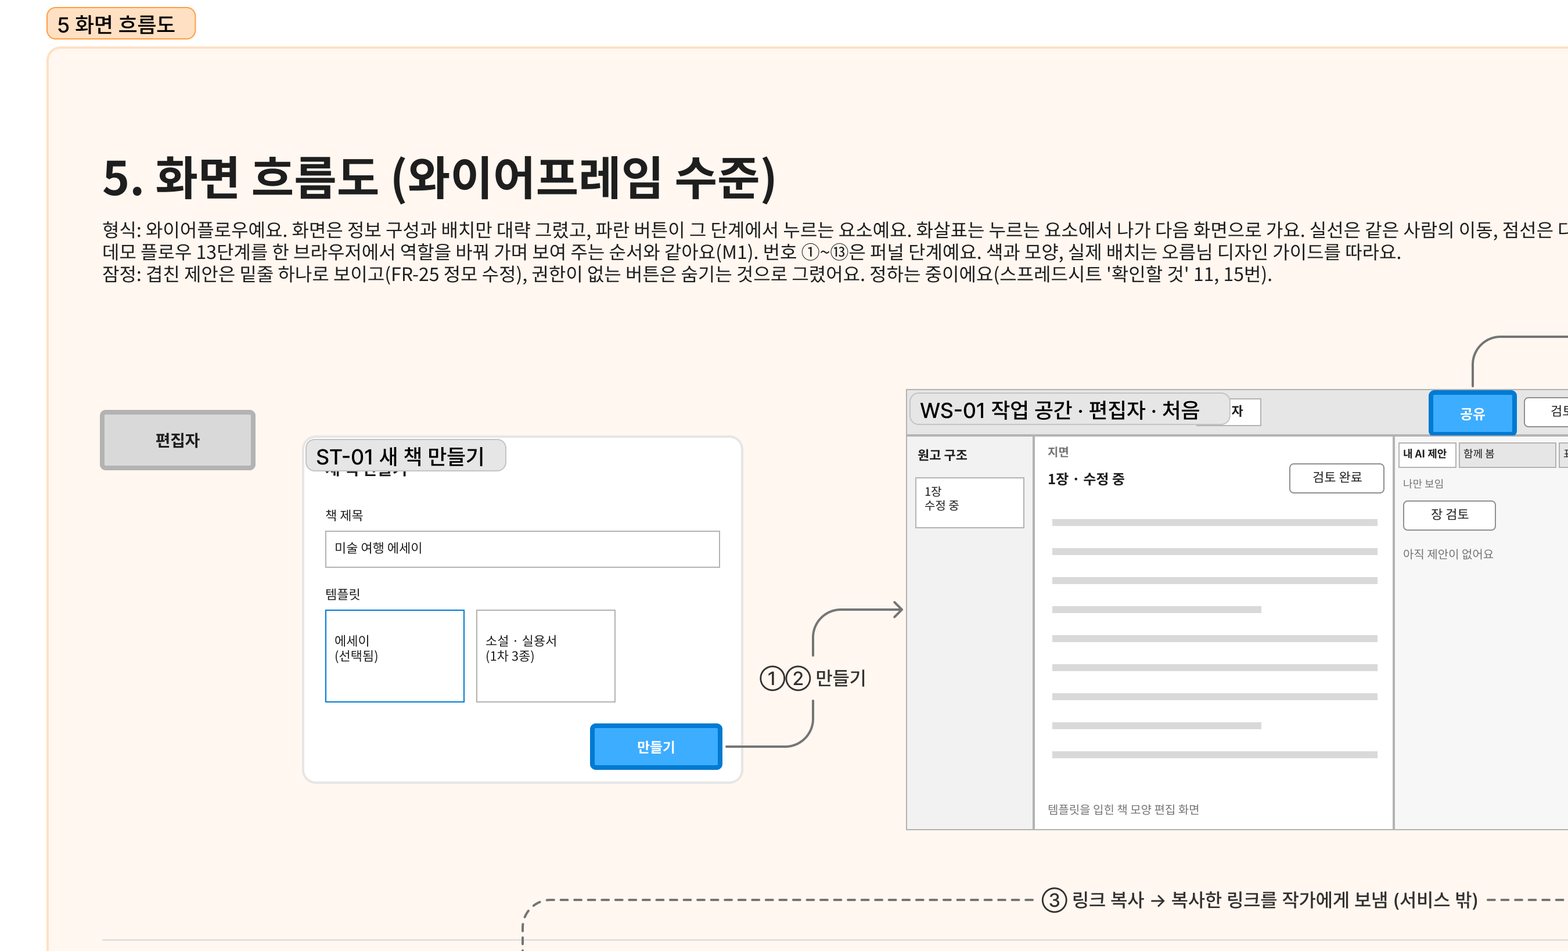 5 화면 흐름도
5. 화면 흐름도 (와이어프레임 수준)
형식: 와이어플로우예요. 화면은 정보 구성과 배치만 대략 그렸고, 파란 버튼이 그 단계에서 누르는 요소예요. 화살표는 누르는 요소에서 나가 다음 화면으로 가요. 실선은 같은 사람의 이동, 점선은
데모 플로우 13단계를 한 브라우저에서 역할을 바꿔 가며 보여 주는 순서와 같아요(M1). 번호 ①~⑬은 퍼널 단계예요. 색과 모양, 실제 배치는 오름님 디자인 가이드를 따라요.
잠정: 겹친 제안은 밑줄 하나로 보이고(FR-25 정모 수정), 권한이 없는 버튼은 숨기는 것으로 그렸어요. 정하는 중이에요(스프레드시트 '확인할 것' 11, 15번).
편집자
ST-01 새 책 만들기
책 제목
미술 여행 에세이
템플릿
에세이
(선택됨)
소설 · 실용서
(1차 3종)
만들기
①② 만들기
WS-01 작업 공간 · 편집자 · 처음
자
공유
검토
원고 구조
1장
수정 중
지면
1장 · 수정 중
검토 완료
템플릿을 입힌 책 모양 편집 화면
내 AI 제안
함께 봄
나만 보임
장 검토
아직 제안이 없어요
③ 링크 복사 → 복사한 링크를 작가에게 보냄 (서비스 밖)